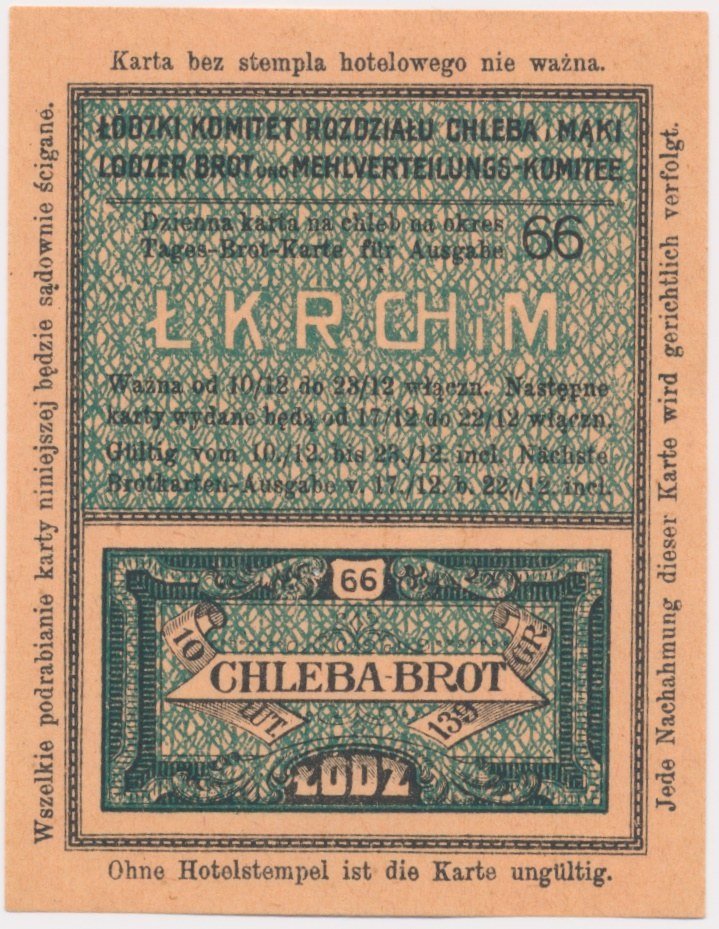 Karta bez stempla hotelowego nie ważna.
Wszelkie podrabianie karty niniejszej będzie sądownie ścigane.
ŁÓDZKI KOMITET ROZDZIAŁU CHLEBA i MĄKI
LODZER BROT UND MEHLVERTEILUNGS-KOMITEE
Dzienna karta na chleb na okres
Tages-Brot-Karte für Ausgabe
66
Ł.K.R.CH.i M
Ważna od 10/12 do 23/12 włączn. Następne
karty wydane będą od 17/12 do 22/12 włączn.
Gültig vom 10./12. bis 23./12. incl. Nächste
Brotkarten-Ausgabe v. 17./12. b. 22./12. incl.
66
10 GR.
CHLEBA-BROT
ŁUT. 139
ŁÓDŹ
Jede Nachahmung dieser Karte wird gerichtlich verfolgt.
Ohne Hotelstempel ist die Karte ungültig.